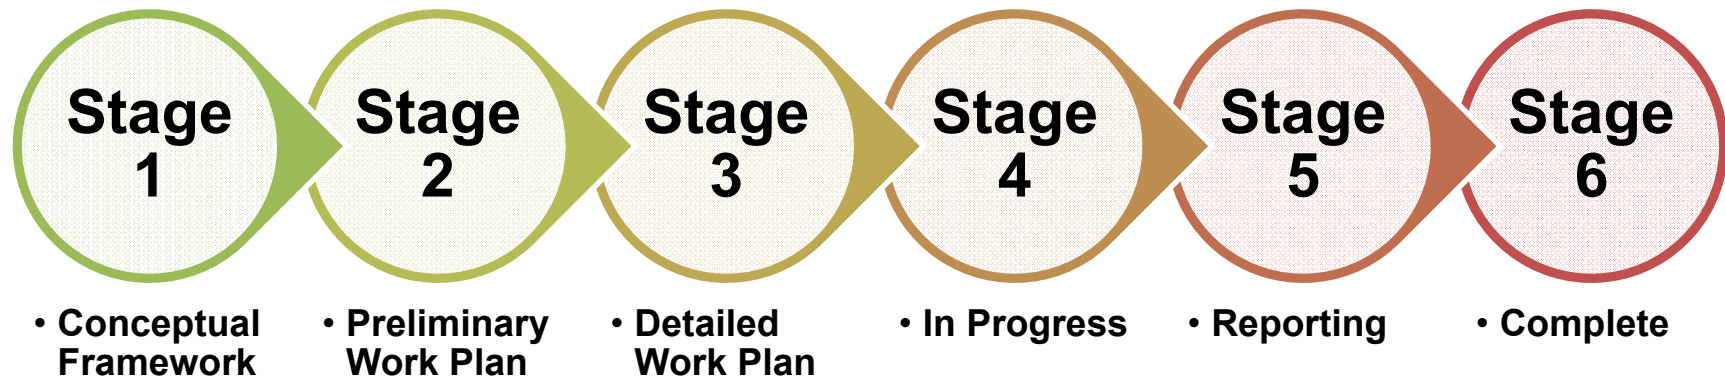 Stage
1
Stage
2
Stage
3
Stage
4
Stage
5
Stage
6
• Conceptual
Framework
• Preliminary
Work Plan
• Detailed
Work Plan
• In Progress
• Reporting
• Complete